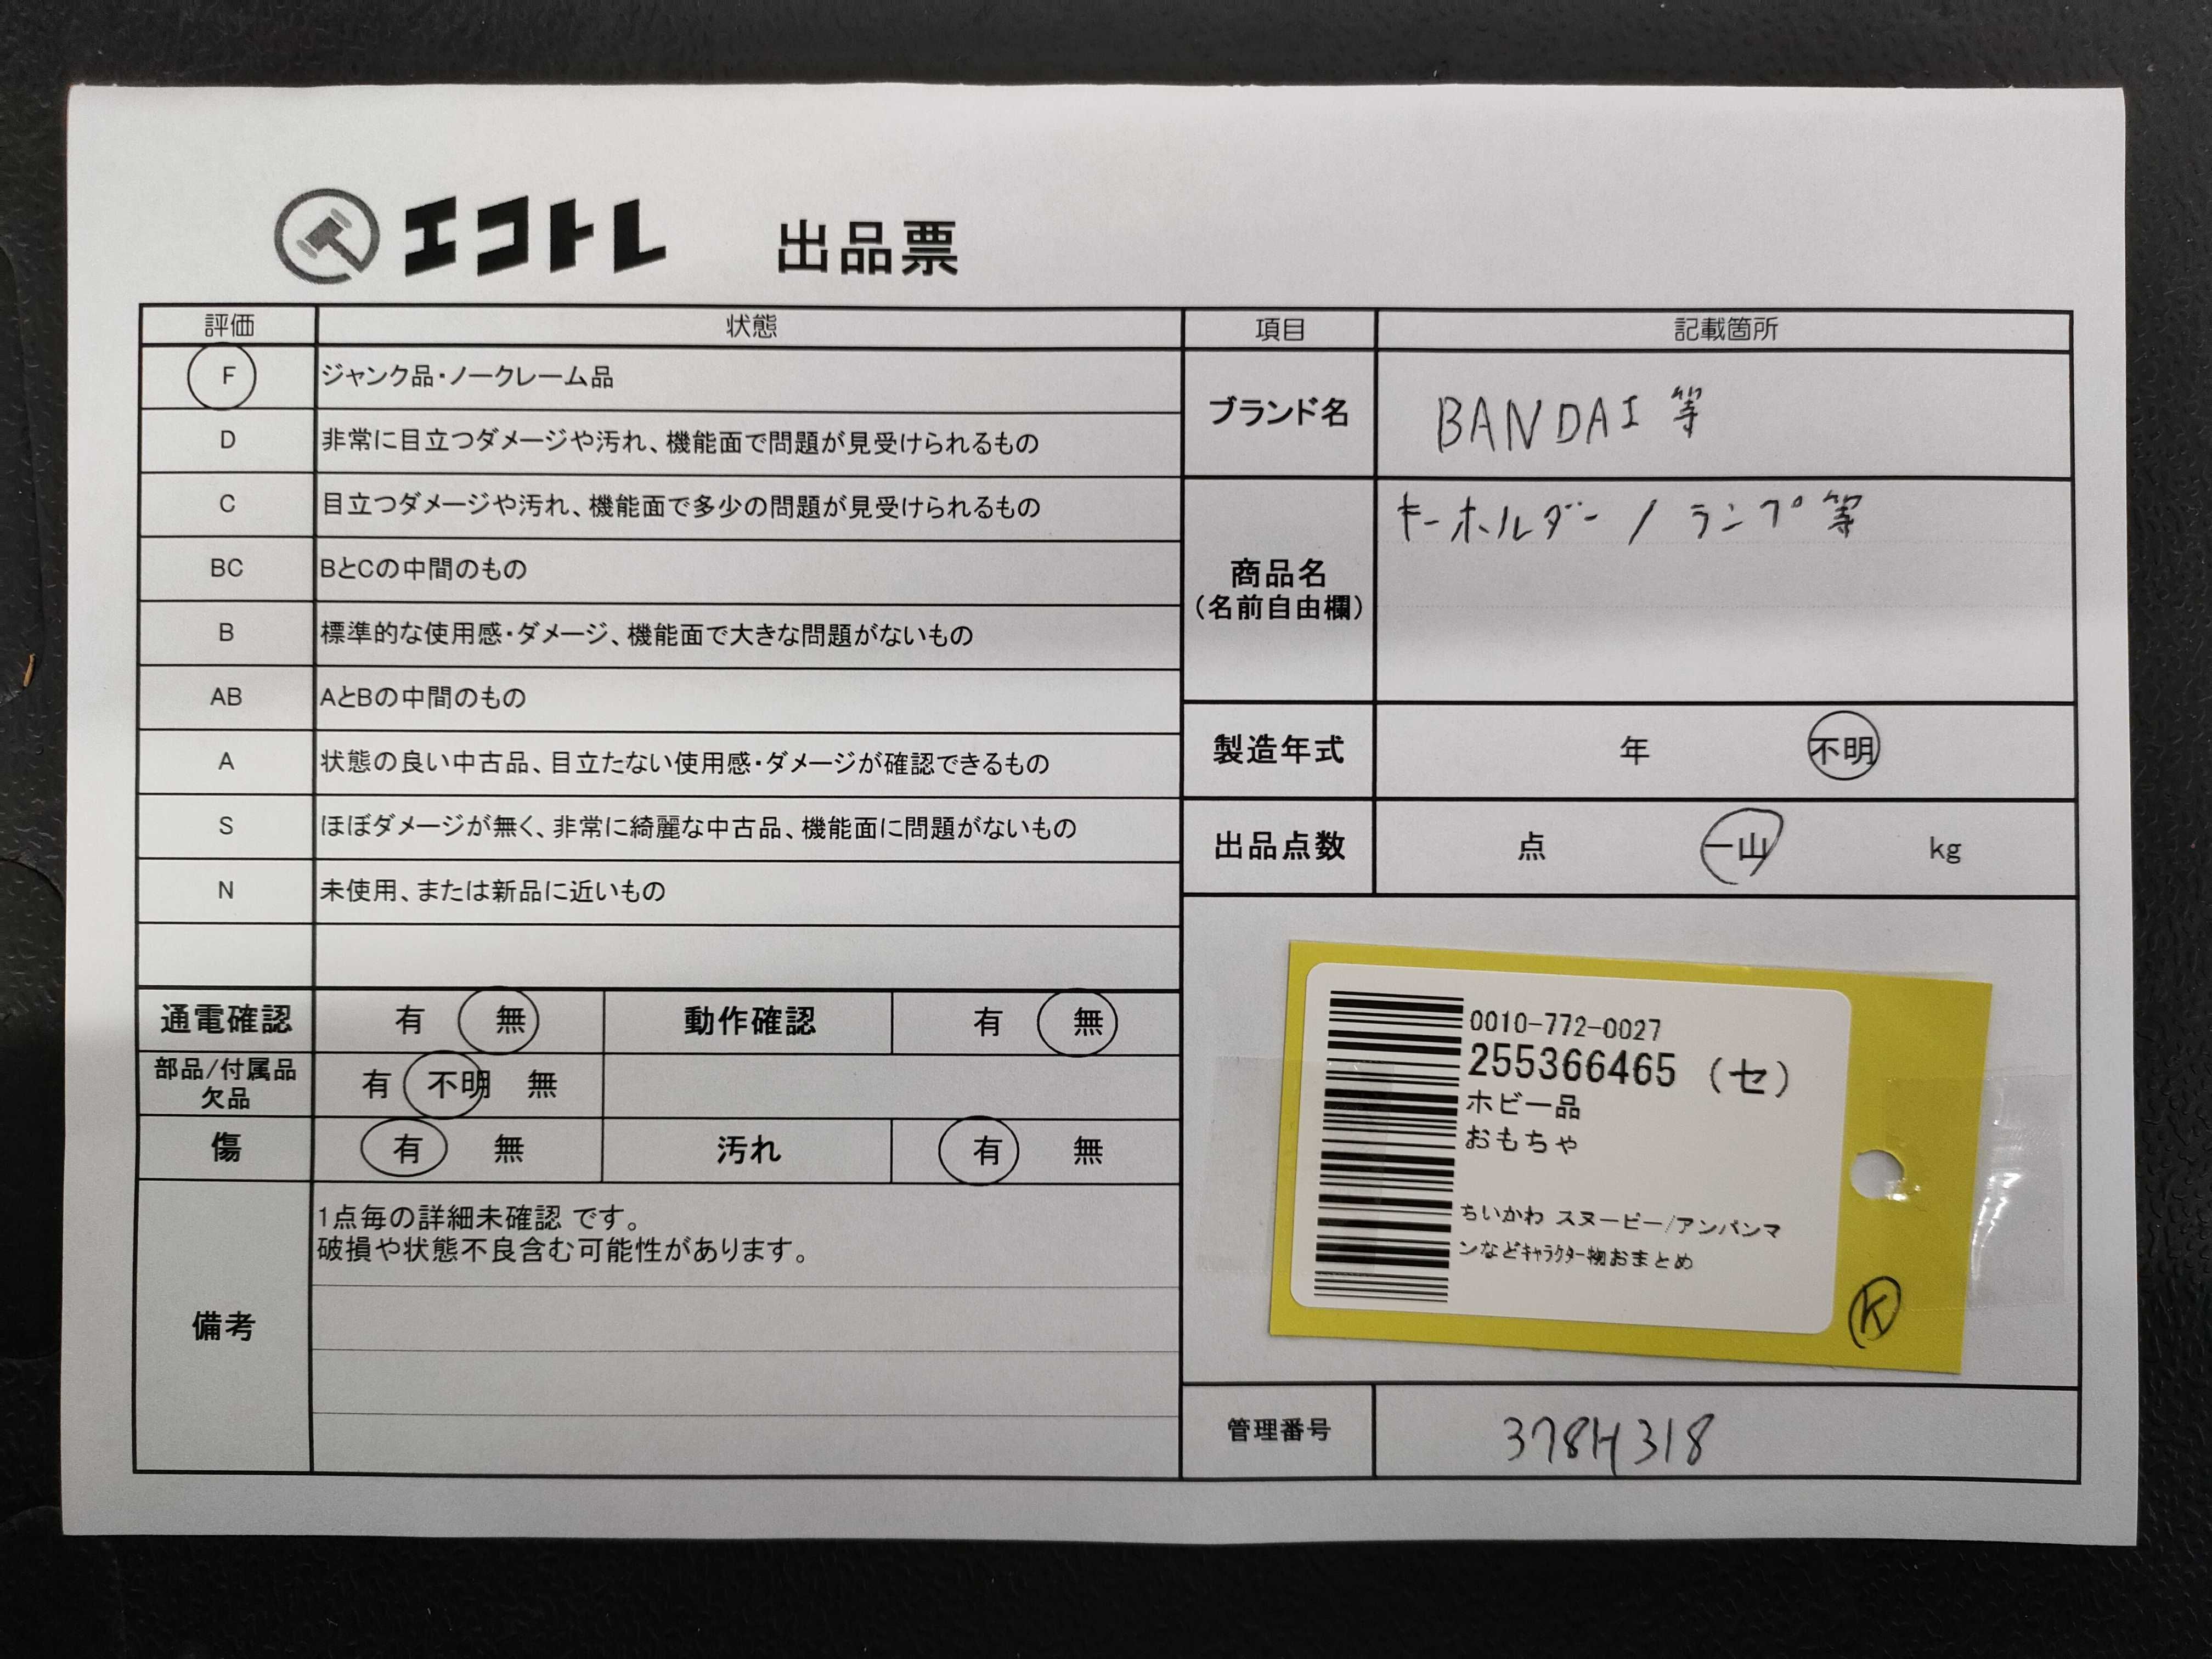 エコトレ 出品票
評価 状態
F ジャンク品・ノークレーム品
D 非常に目立つダメージや汚れ、機能面で問題が見受けられるもの
C 目立つダメージや汚れ、機能面で多少の問題が見受けられるもの
BC BとCの中間のもの
B 標準的な使用感・ダメージ、機能面で大きな問題がないもの
AB AとBの中間のもの
A 状態の良い中古品、目立たない使用感・ダメージが確認できるもの
S ほぼダメージが無く、非常に綺麗な中古品、機能面に問題がないもの
N 未使用、または新品に近いもの
通電確認 有 無 動作確認 有 無
部品/付属品
欠品 有 不明 無
傷 有 無 汚れ 有 無
備考
1点毎の詳細未確認 です。
破損や状態不良含む可能性があります。
項目 記載箇所
ブランド名 BANDAI 等
商品名
(名前自由欄)
キーホルダー / ランプ 等
製造年式 年 不明
出品点数 点 一山 kg
0010-772-0027
255366465 (セ)
ホビー品
おもちゃ
ちいかわ スヌーピー/アンパンマ
ンなどキャラクター物おまとめ
K
管理番号 378H318